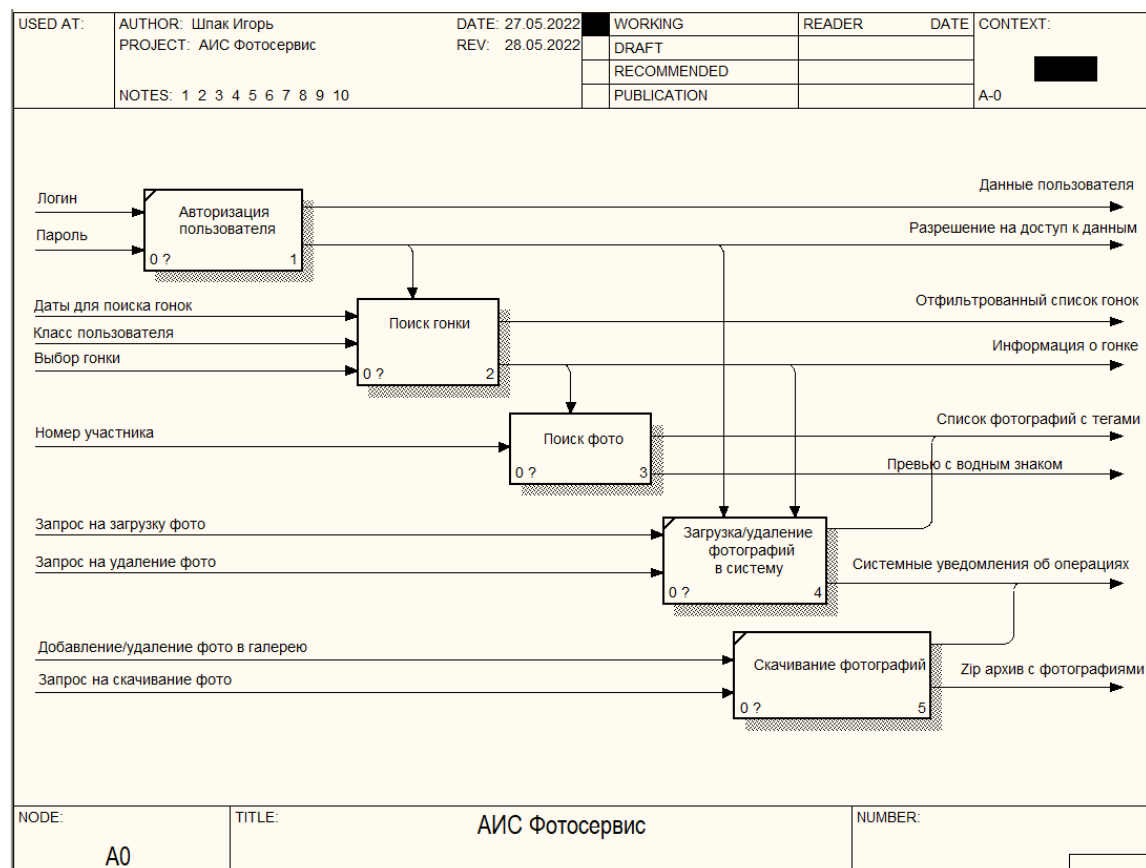 USED AT:
AUTHOR: Шпак Игорь
DATE: 27.05.2022
PROJECT: АИС Фотосервис
REV: 28.05.2022
NOTES: 1 2 3 4 5 6 7 8 9 10
WORKING
DRAFT
RECOMMENDED
PUBLICATION
READER
DATE
CONTEXT:
A-0
Логин
Пароль
Авторизация
пользователя
0 ?
1
Данные пользователя
Разрешение на доступ к данным
Даты для поиска гонок
Класс пользователя
Выбор гонки
Поиск гонки
0 ?
2
Отфильтрованный список гонок
Информация о гонке
Номер участника
Поиск фото
0 ?
3
Список фотографий с тегами
Превью с водным знаком
Запрос на загрузку фото
Запрос на удаление фото
Загрузка/удаление
фотографий
в систему
0 ?
4
Системные уведомления об операциях
Добавление/удаление фото в галерею
Запрос на скачивание фото
Скачивание фотографий
0 ?
5
Zip архив с фотографиями
NODE:
A0
TITLE:
АИС Фотосервис
NUMBER: